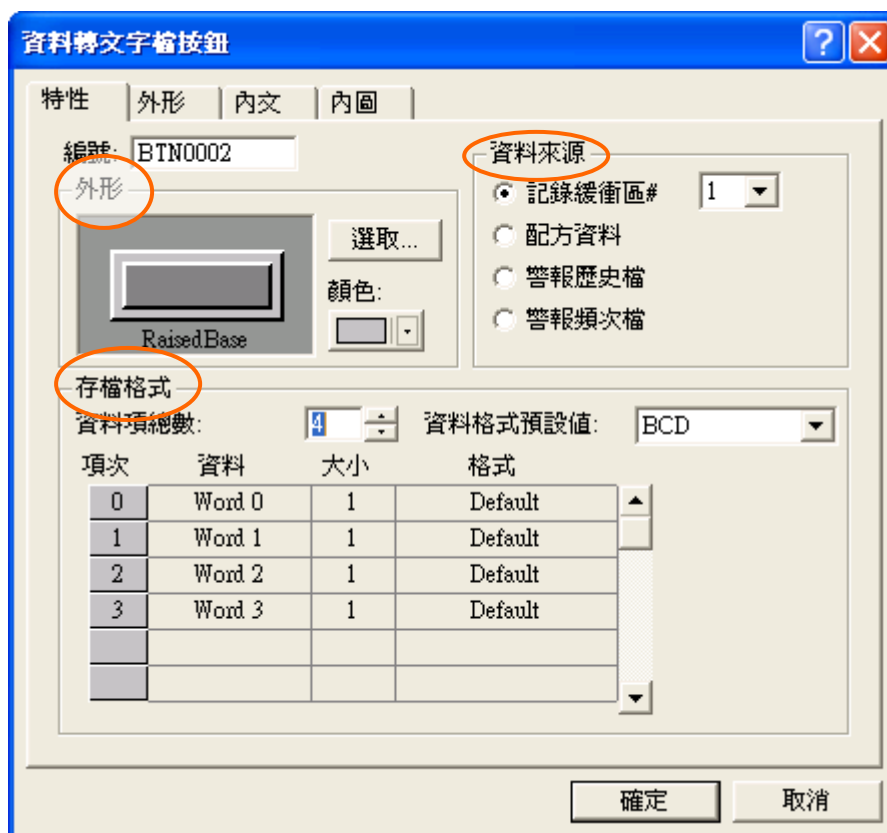 資料轉文字檔按鈕
特性 外形 內文 內圖
編號: BTN0002
外形
選取...
顏色:
RaisedBase
資料來源
記錄緩衝區# 1
配方資料
警報歷史檔
警報頻次檔
存檔格式
資料項總數: 4 資料格式預設值: BCD
項次 資料 大小 格式
0 Word 0 1 Default
1 Word 1 1 Default
2 Word 2 1 Default
3 Word 3 1 Default
確定 取消